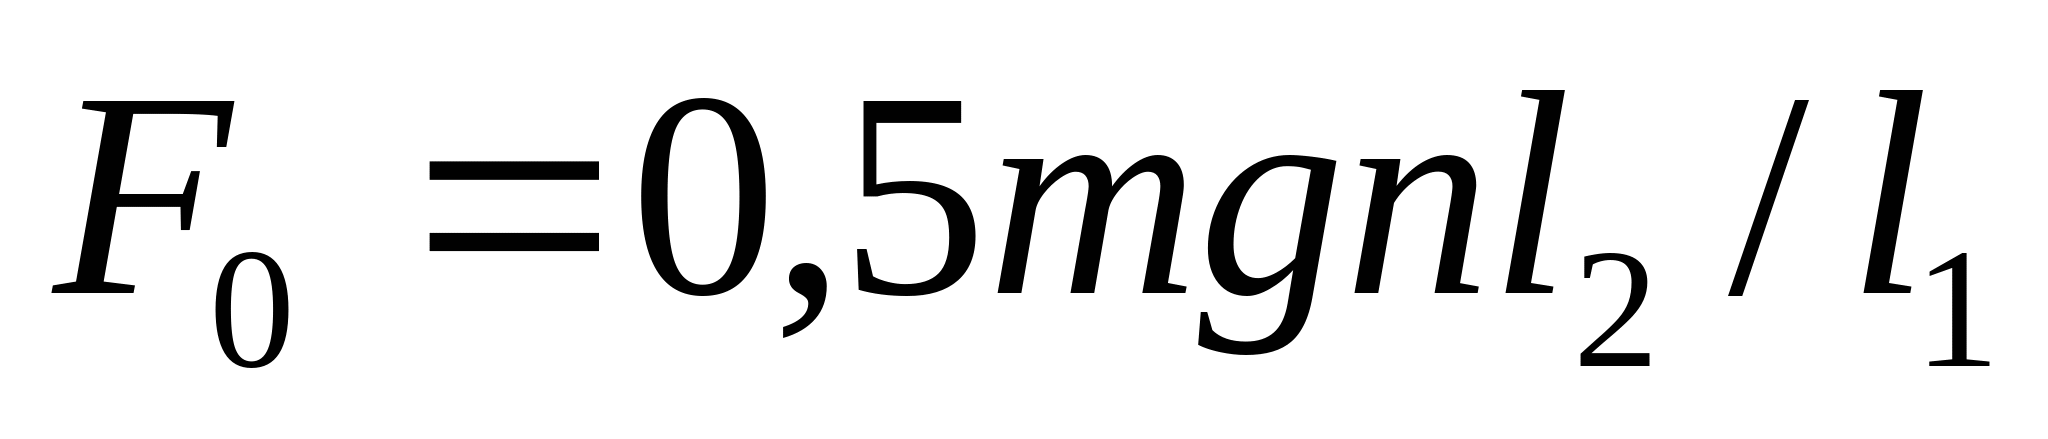 F₀ =0,5mgnl₂ / l₁